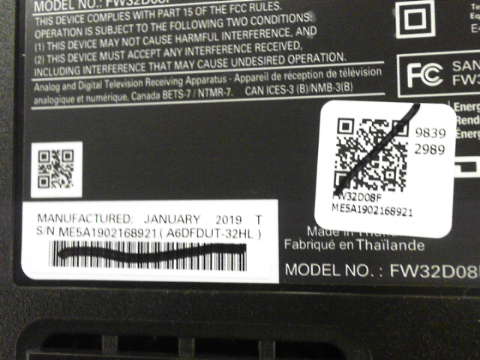 MODEL NO.: FW32D08F
THIS DEVICE COMPLIES WITH PART 15 OF THE FCC RULES.
OPERATION IS SUBJECT TO THE FOLLOWING TWO CONDITIONS:
(1) THIS DEVICE MAY NOT CAUSE HARMFUL INTERFERENCE, AND
(2) THIS DEVICE MUST ACCEPT ANY INTERFERENCE RECEIVED,
INCLUDING INTERFERENCE THAT MAY CAUSE UNDESIRED OPERATION.
Analog and Digital Television Receiving Apparatus - Appareil de réception de télévision
analogique et numérique, Canada BETS-7 / NTMR-7. CAN ICES-3 (B)/NMB-3(B)
FC
SAN
FW3
9839
2989
FW32D08F
ME5A1902168921
MANUFACTURED: JANUARY 2019 T
S/N ME5A1902168921 ( A6DFDUT-32HL )
Made in
Fabriqué en Thaïlande
MODEL NO. : FW32D08